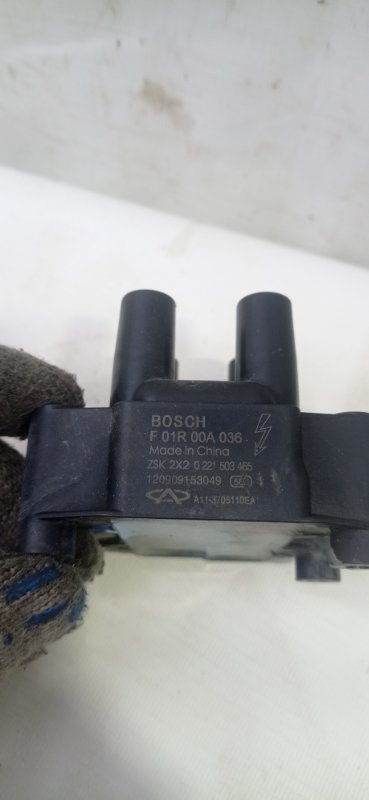 BOSCH
F 01R 00A 036
Made in China
ZSK 2X2 0 221 503 465
120909153049
A11-3705110EA